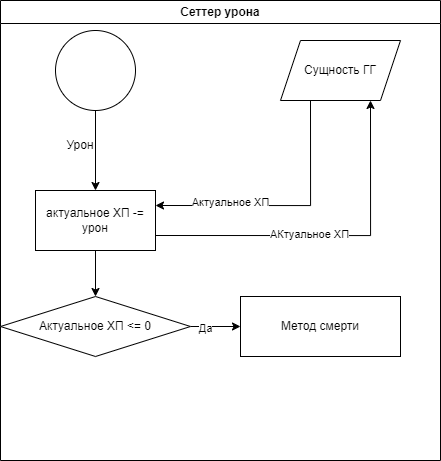 Сеттер урона
Сущность ГГ
Урон
Актуальное ХП
актуальное ХП -=
урон
АКтуальное ХП
Актуальное ХП <= 0
Да
Метод смерти